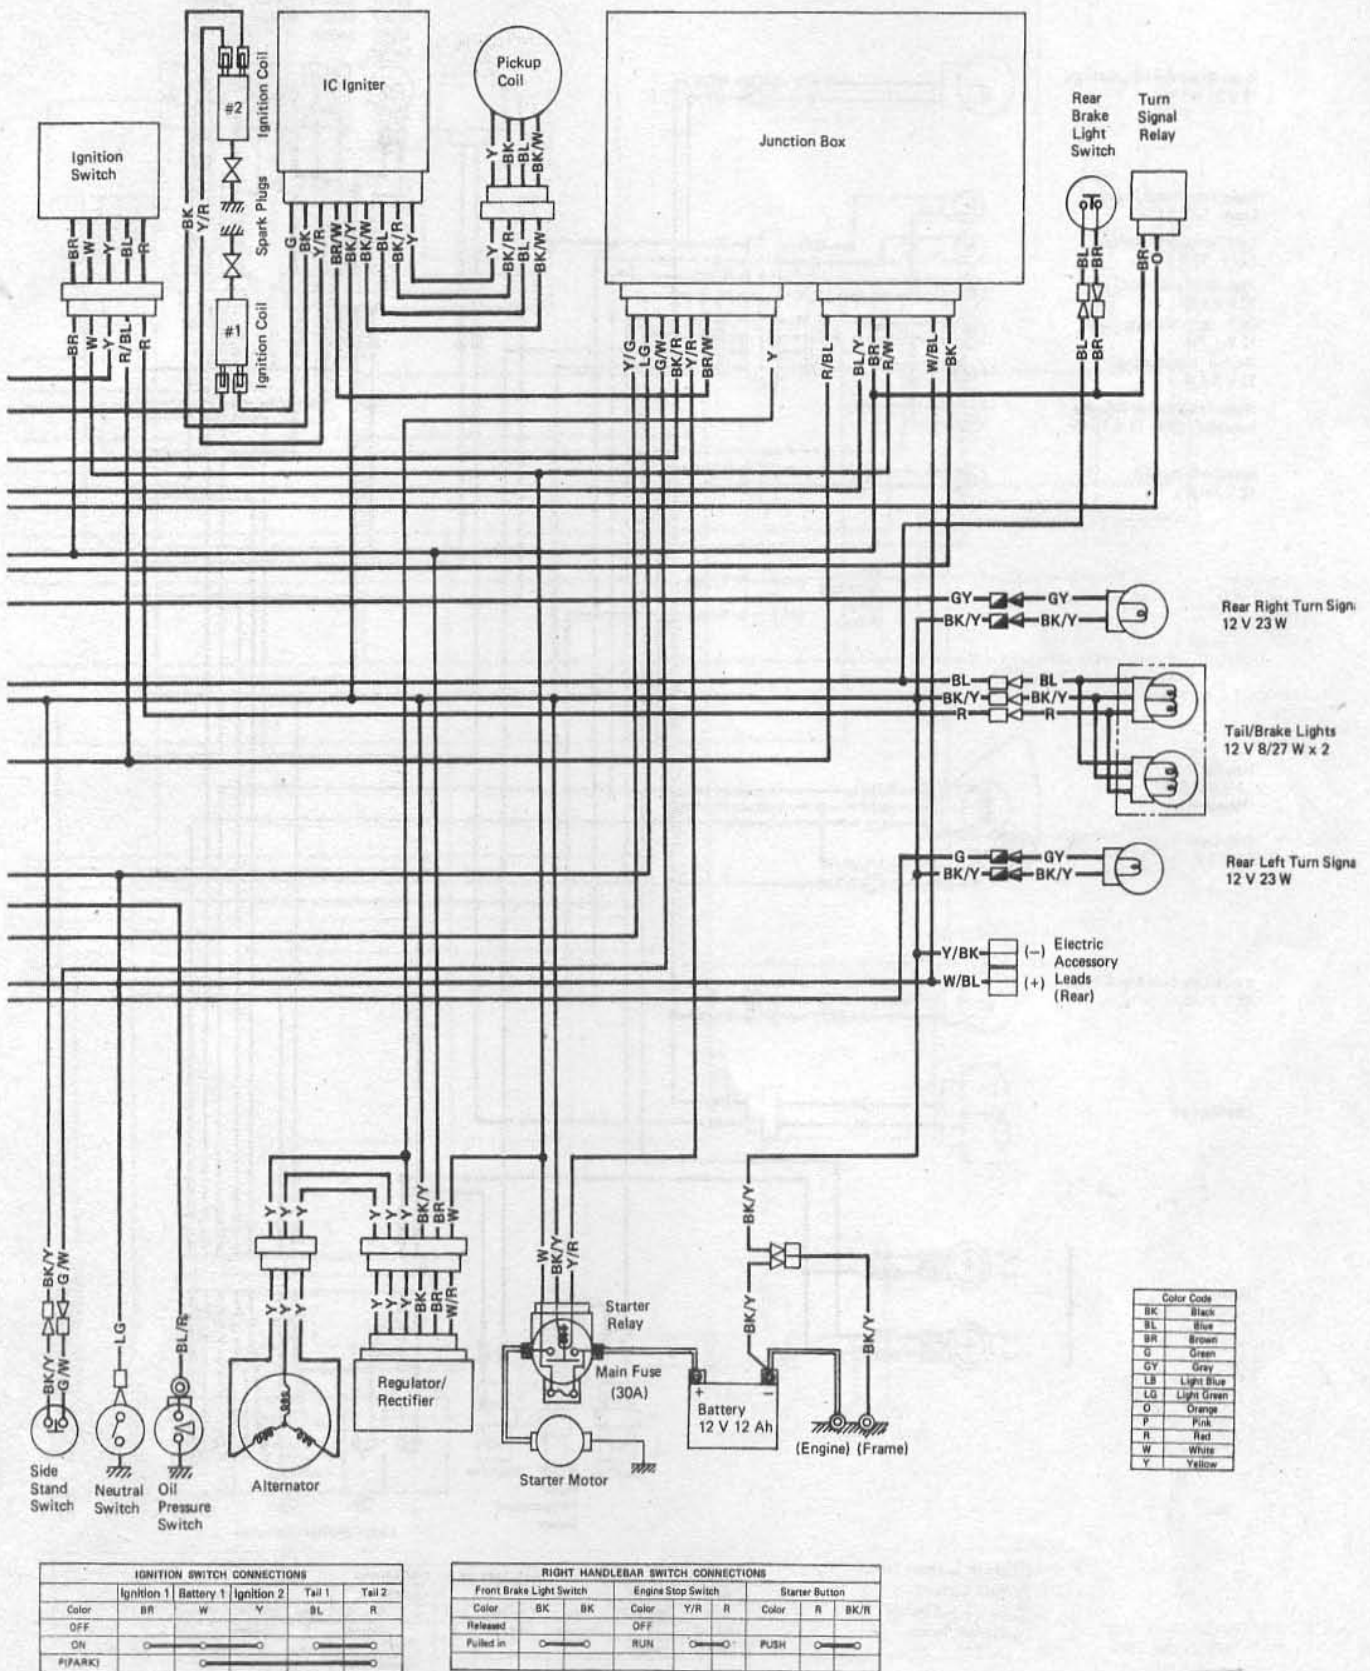 Ignition Switch
BR W Y BL R
BR W Y R/BL R
BK Y/R
#2
Ignition Coil
Spark Plugs
#1
Ignition Coil
IC Igniter
G BK Y/R BR/W BK/Y BK/W BL BK/R Y
Pickup Coil
Y BK BL BK/W
Y BK/R BL BK/W
Junction Box
Y/G LG G/W BK/R Y/R BR/W Y
R/BL BL/Y BR R/W W/BL BK
Rear Brake Light Switch
BL BR
BL BR
Turn Signal Relay
BR O
GY GY
BK/Y BK/Y
Rear Right Turn Sign
12 V 23 W
BL BL
BK/Y BK/Y
R R
Tail/Brake Lights
12 V 8/27 W x 2
G GY
BK/Y BK/Y
Rear Left Turn Signa
12 V 23 W
Y/BK (−) Electric
Accessory
W/BL (+) Leads
(Rear)
BK/Y G/W
BK/Y G/W
Side Stand Switch
LG
Neutral Switch
BL/R
Oil Pressure Switch
Y Y Y
Y Y Y
Alternator
Y Y Y BK/Y BR W
Y Y Y BK BR W/R
Regulator/ Rectifier
W BK/Y Y/R
Starter Relay
Main Fuse
(30A)
Starter Motor
BK/Y
BK/Y
BK/Y
+ −
Battery
12 V 12 Ah
(Engine) (Frame)
Color Code
BK Black
BL Blue
BR Brown
G Green
GY Gray
LB Light Blue
LG Light Green
O Orange
P Pink
R Red
W White
Y Yellow
IGNITION SWITCH CONNECTIONS
Ignition 1 Battery 1 Ignition 2 Tail 1 Tail 2
Color BR W Y BL R
OFF
ON
P(PARK)
RIGHT HANDLEBAR SWITCH CONNECTIONS
Front Brake Light Switch Engine Stop Switch Starter Button
Color BK BK Color Y/R R Color R BK/R
Released OFF
Pulled in RUN PUSH